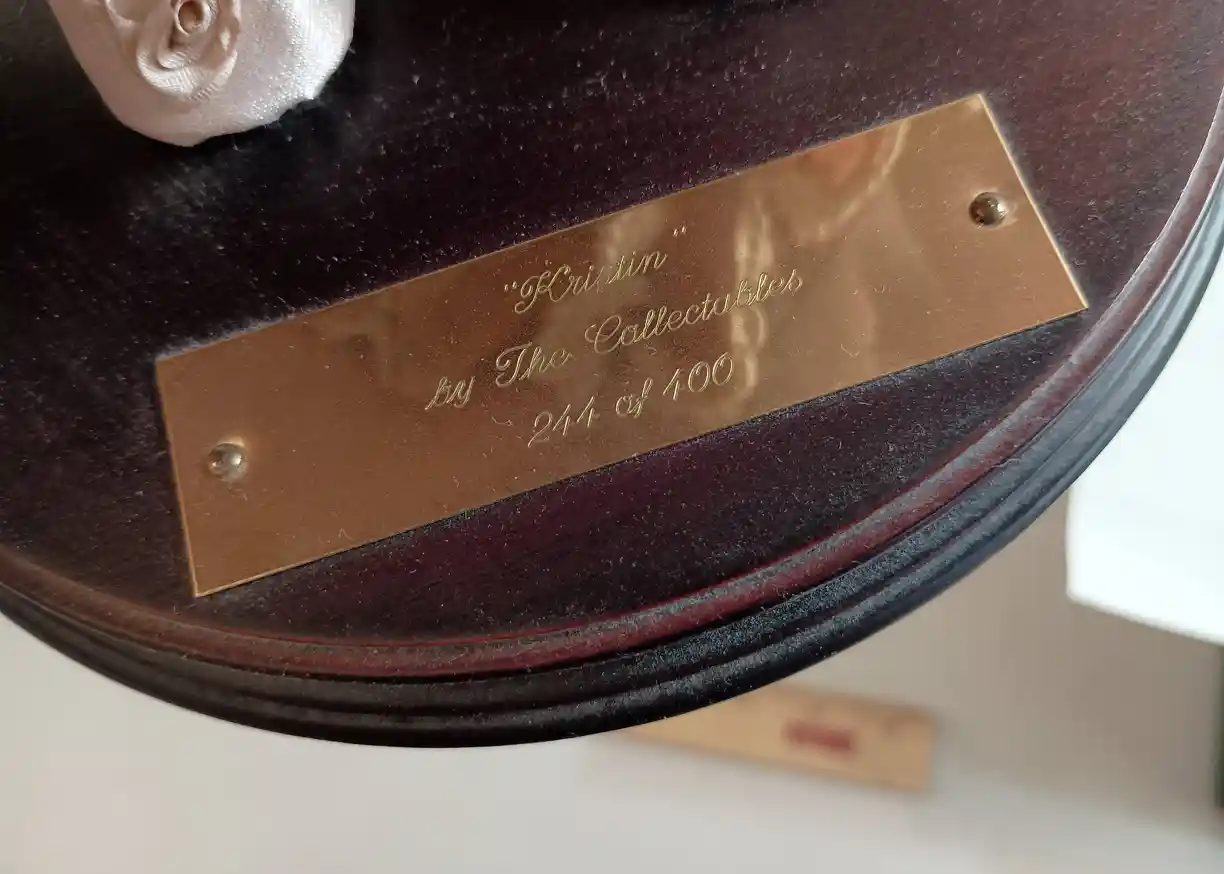 "Kristin"
by The Collectables
244 of 400